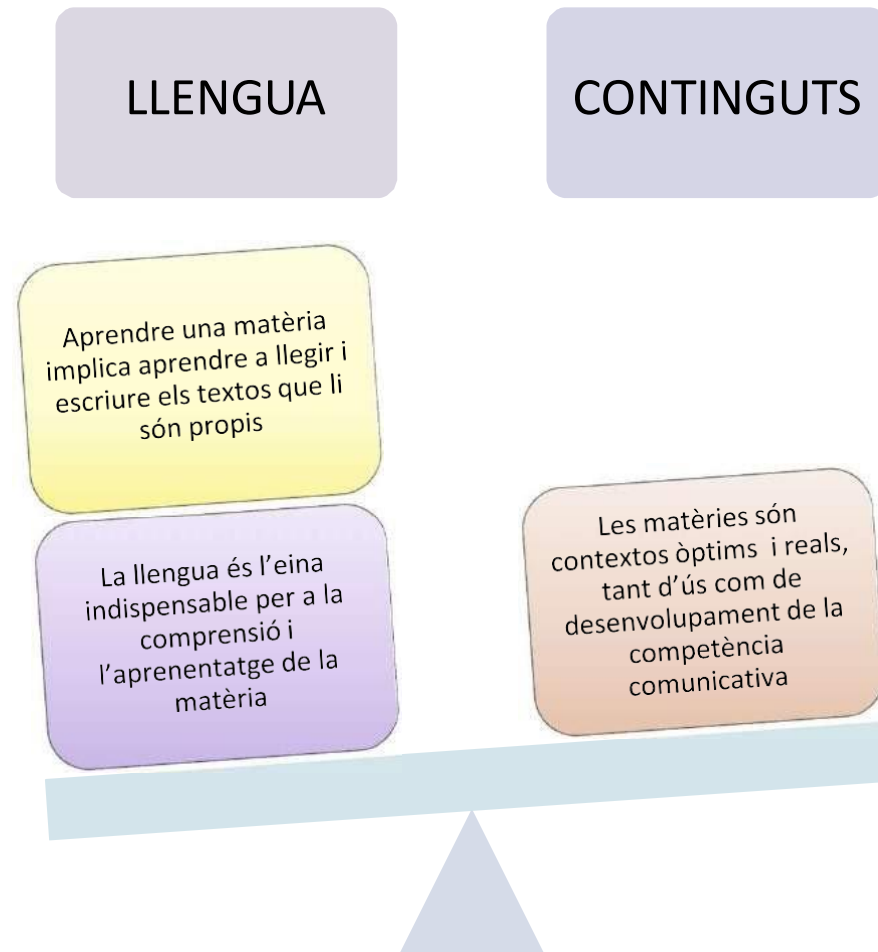 LLENGUA
CONTINGUTS
Aprendre una matèria
implica aprendre a llegir i
escriure els textos que li
són propis
La llengua és l’eina
indispensable per a la
comprensió i
l’aprenentatge de la
matèria
Les matèries són
contextos òptims i reals,
tant d’ús com de
desenvolupament de la
competència
comunicativa